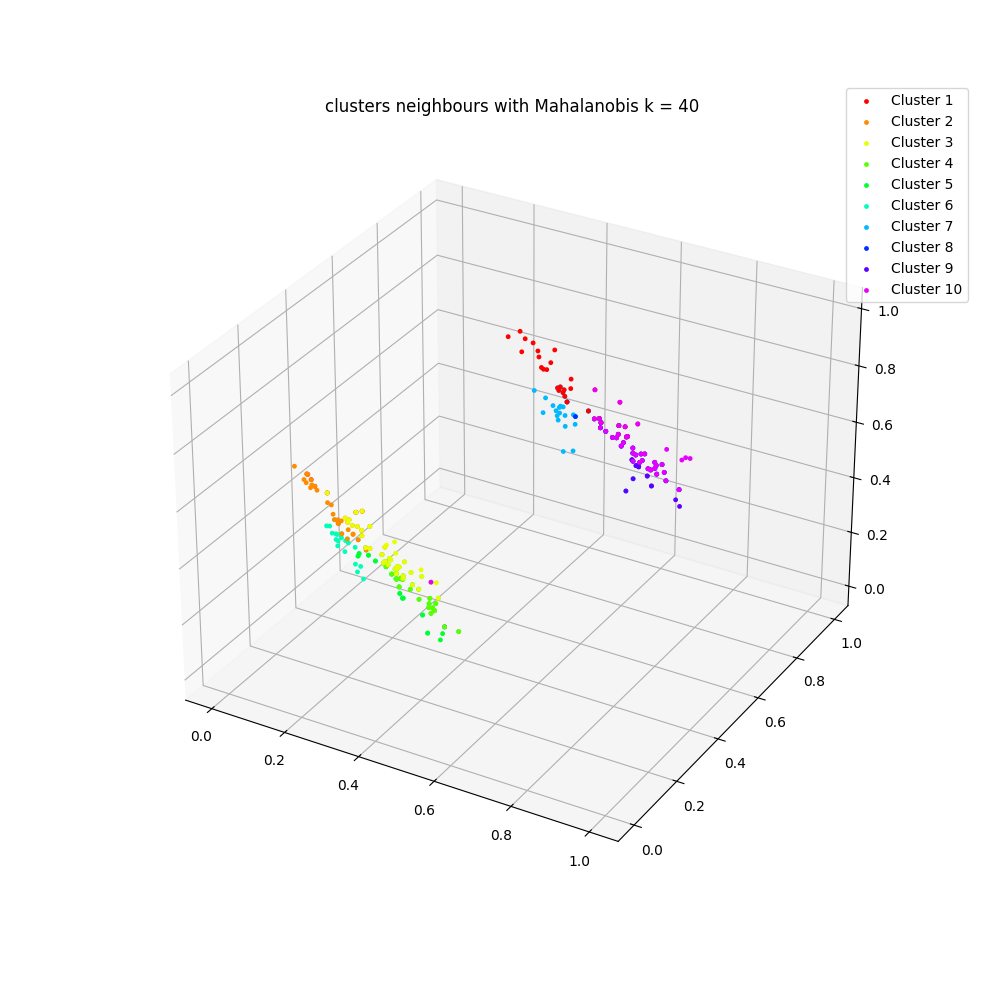 clusters neighbours with Mahalanobis k = 40
Cluster 1
Cluster 2
Cluster 3
Cluster 4
Cluster 5
Cluster 6
Cluster 7
Cluster 8
Cluster 9
Cluster 10
1.0
0.8
0.6
0.4
0.2
0.0
1.0
0.8
0.6
0.4
0.2
0.0
0.0
0.2
0.4
0.6
0.8
1.0